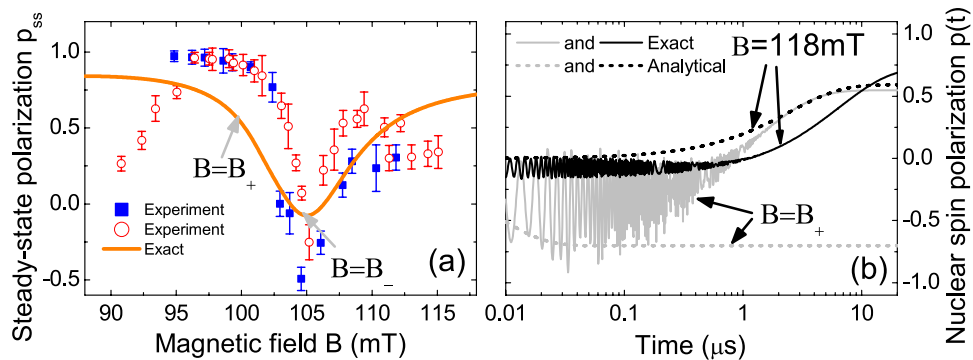 Steady-state polarization p_ss
1.0
0.5
0.0
-0.5
B=B+
B=B_
Experiment
Experiment
Exact
(a)
90 95 100 105 110 115
Magnetic field B (mT)
and Exact
and Analytical
B=118mT
B=B+
(b)
0.01 0.1 1 10
Time (μs)
1.0
0.5
0.0
-0.5
-1.0
Nuclear spin polarization p(t)